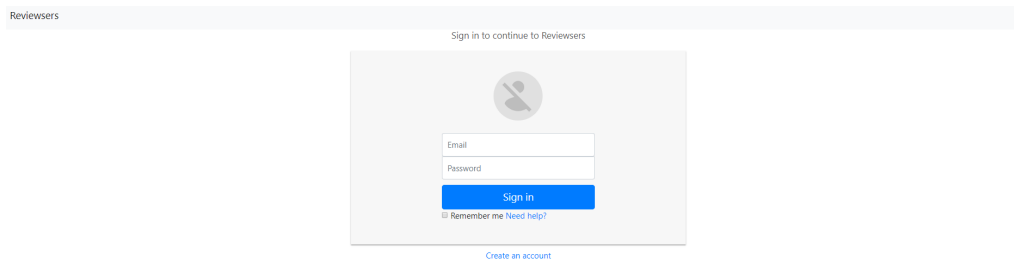 Reviewsers
Sign in to continue to Reviewsers
Email
Password
Sign in
Remember me Need help?
Create an account